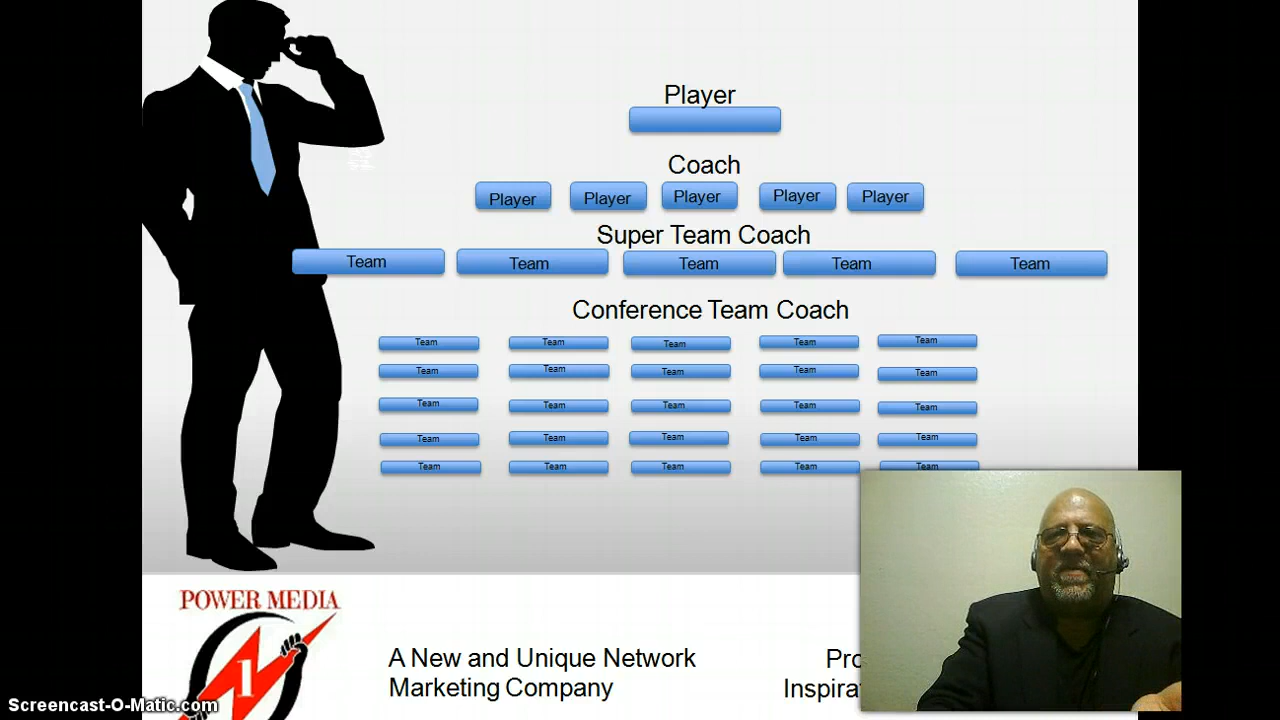 Player
Coach
Player Player Player Player Player
Super Team Coach
Team Team Team Team Team
Conference Team Coach
Team Team Team Team Team
Team Team Team Team Team
Team Team Team Team Team
Team Team Team Team Team
Team Team Team Team Team
POWER MEDIA
1
A New and Unique Network
Marketing Company
Screencast-O-Matic.com